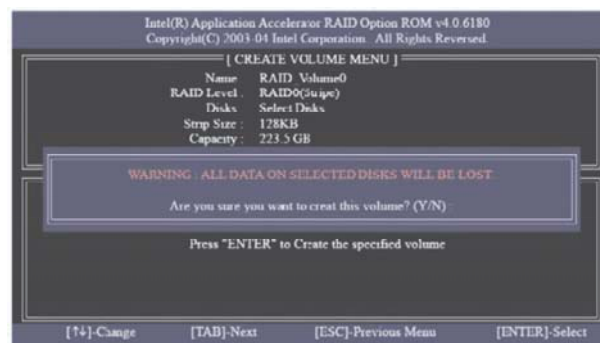 Intel(R) Application Accelerator RAID Option ROM v4.0.6180
Copyright(C) 2003-04 Intel Corporation. All Rights Reversed.
[ CREATE VOLUME MENU ]
Name RAID_Volume0
RAID Level : RAID0(Stripe)
Disks Select Disks
Strip Size : 128KB
Capacity : 223.5 GB
WARNING : ALL DATA ON SELECTED DISKS WILL BE LOST.
Are you sure you want to creat this volume? (Y/N) :
Press "ENTER" to Create the specified volume
[↑↓]-Change [TAB]-Next [ESC]-Previous Menu [ENTER]-Select